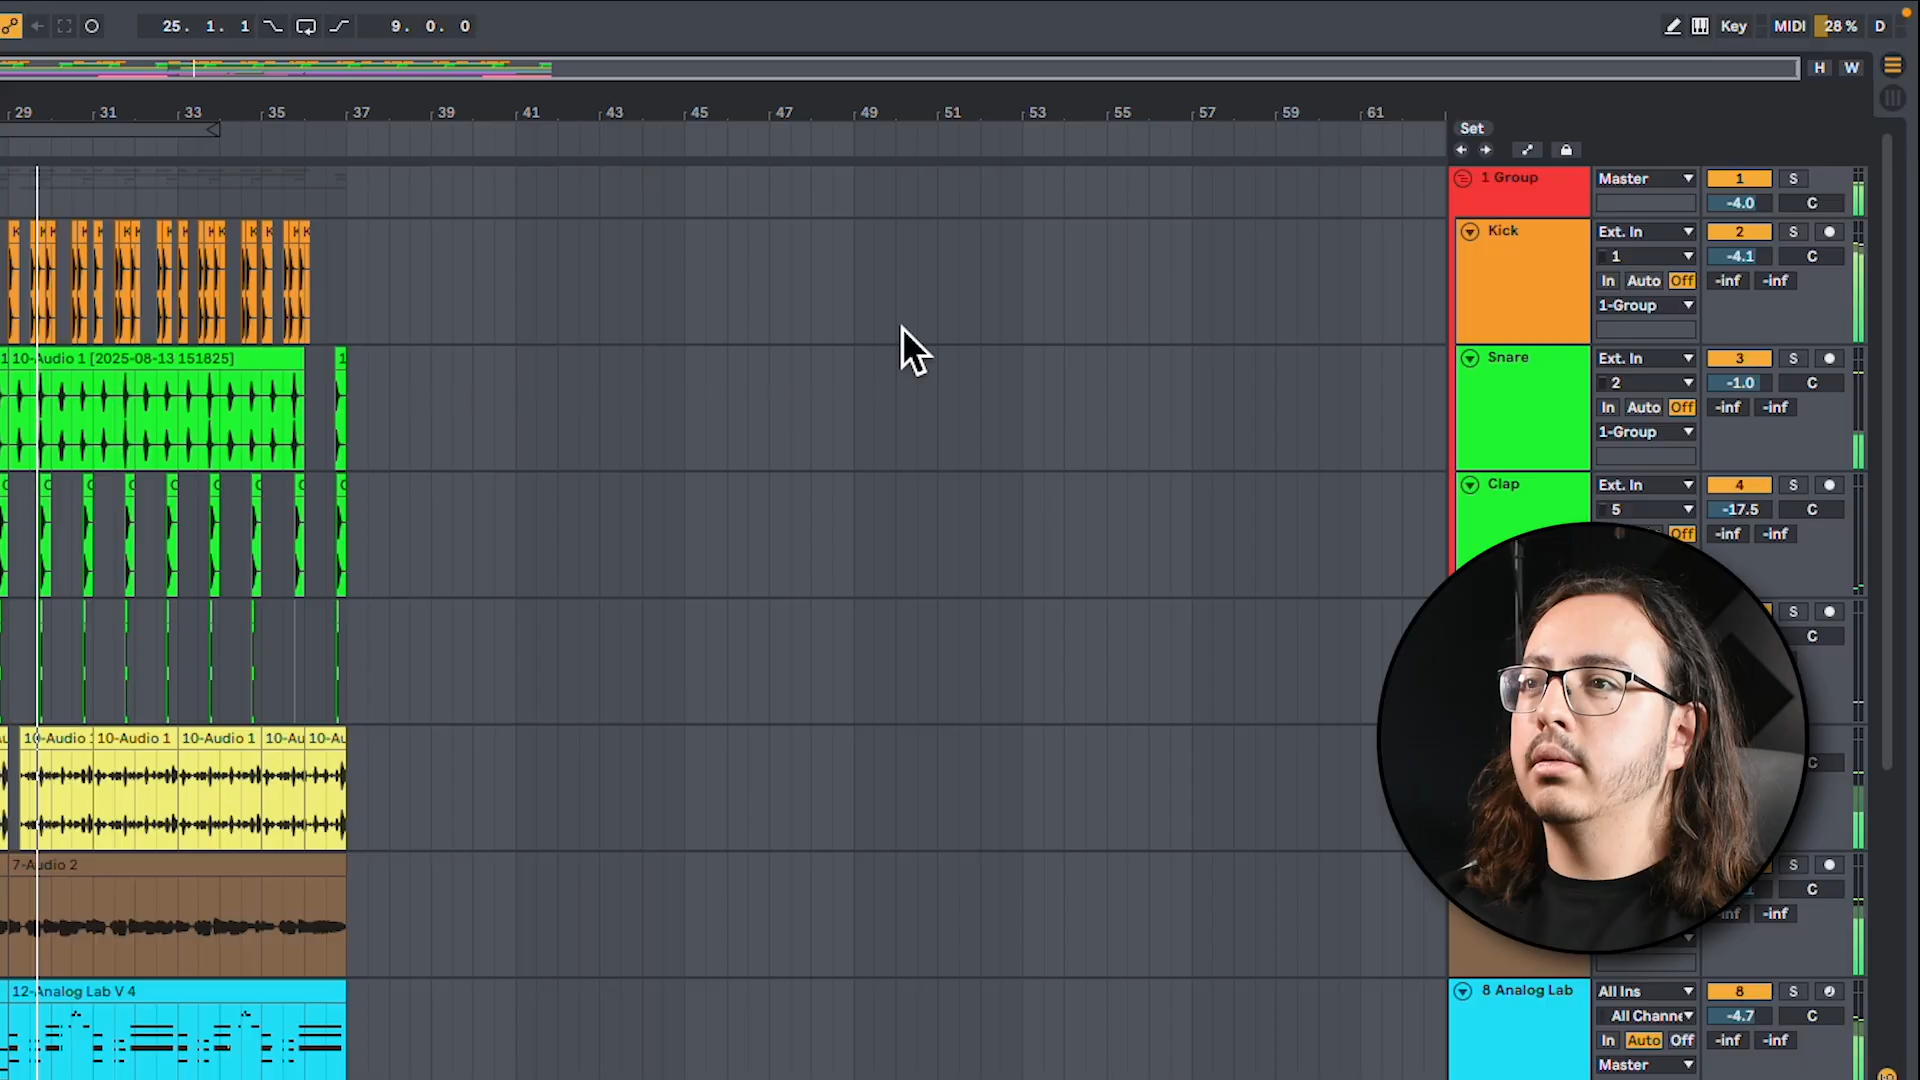 25. 1. 1 9. 0. 0 Key MIDI 28 % D
H W
29 31 33 35 37 39 41 43 45 47 49 51 53 55 57 59 61
Set
1 Group Master 1 S
-4.0 C
K K K K K K K K K K K K K K K K K
Kick Ext. In 2 S
1 -4.1 C
In Auto Off -inf -inf
1-Group
1 10-Audio 1 [2025-08-13 151825] 1
Snare Ext. In 3 S
2 -1.0 C
In Auto Off -inf -inf
1-Group
C C C C C C C C C
Clap Ext. In 4 S
5 -17.5 C
Off -inf -inf
S
C
10-Audio 1 10-Audio 1 10-Audio 1 10-Au 10-Au
C
7-Audio 2
S
C
-inf -inf
12-Analog Lab V 4
8 Analog Lab All Ins 8 S
All Channe -4.7 C
In Auto Off -inf -inf
Master